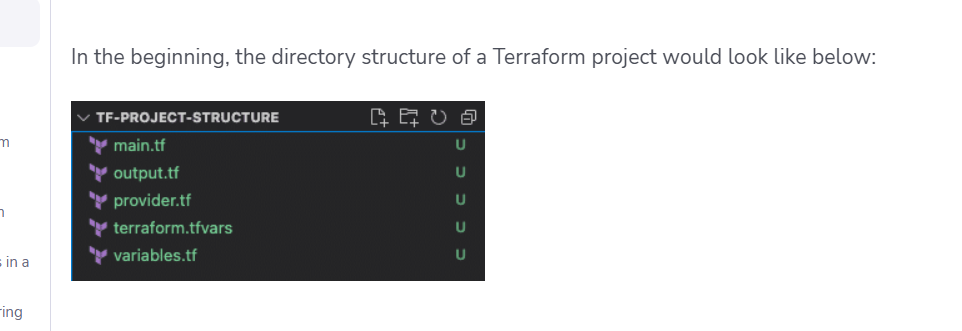 In the beginning, the directory structure of a Terraform project would look like below:
TF-PROJECT-STRUCTURE
main.tf U
output.tf U
provider.tf U
terraform.tfvars U
variables.tf U
in a